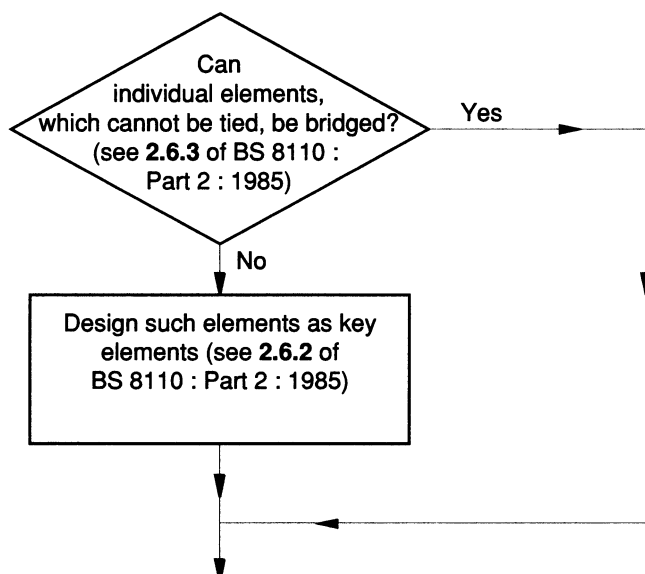 Can
individual elements,
which cannot be tied, be bridged?
(see 2.6.3 of BS 8110 :
Part 2 : 1985)
Yes
No
Design such elements as key
elements (see 2.6.2 of
BS 8110 : Part 2 : 1985)